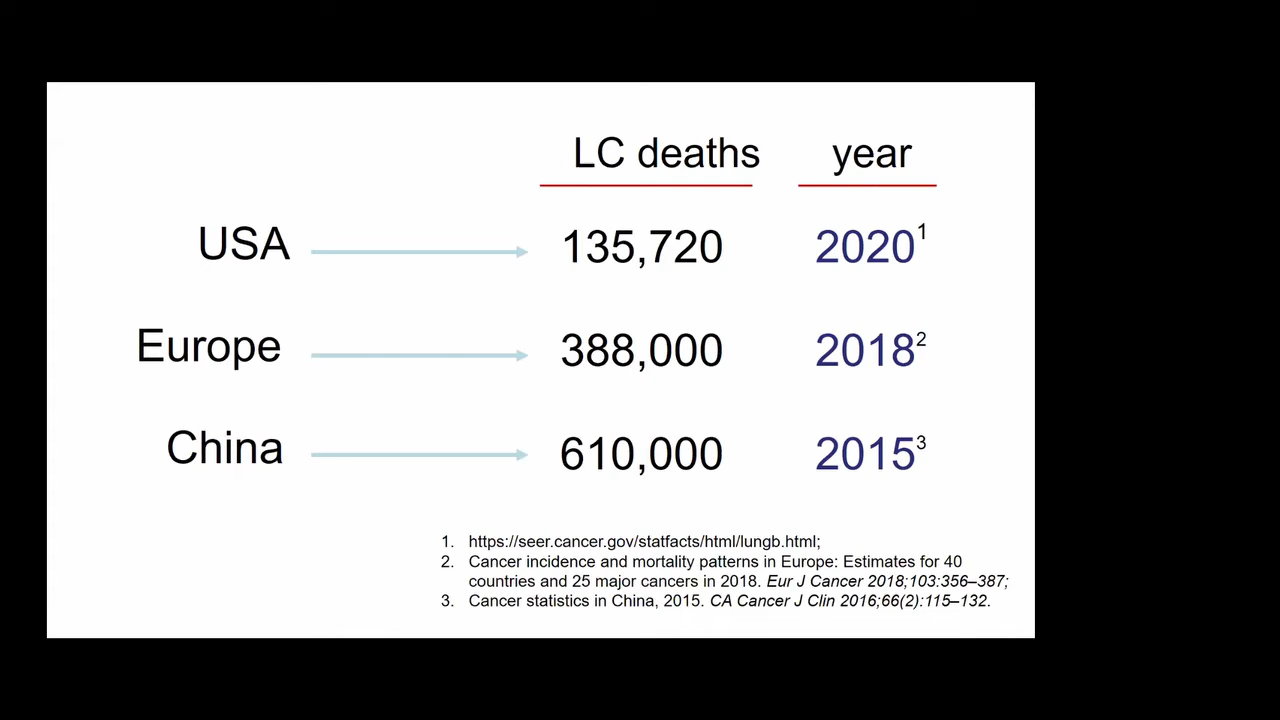 LC deaths year
USA 135,720 2020¹
Europe 388,000 2018²
China 610,000 2015³
1. https://seer.cancer.gov/statfacts/html/lungb.html;
2. Cancer incidence and mortality patterns in Europe: Estimates for 40
countries and 25 major cancers in 2018. Eur J Cancer 2018;103:356–387;
3. Cancer statistics in China, 2015. CA Cancer J Clin 2016;66(2):115–132.